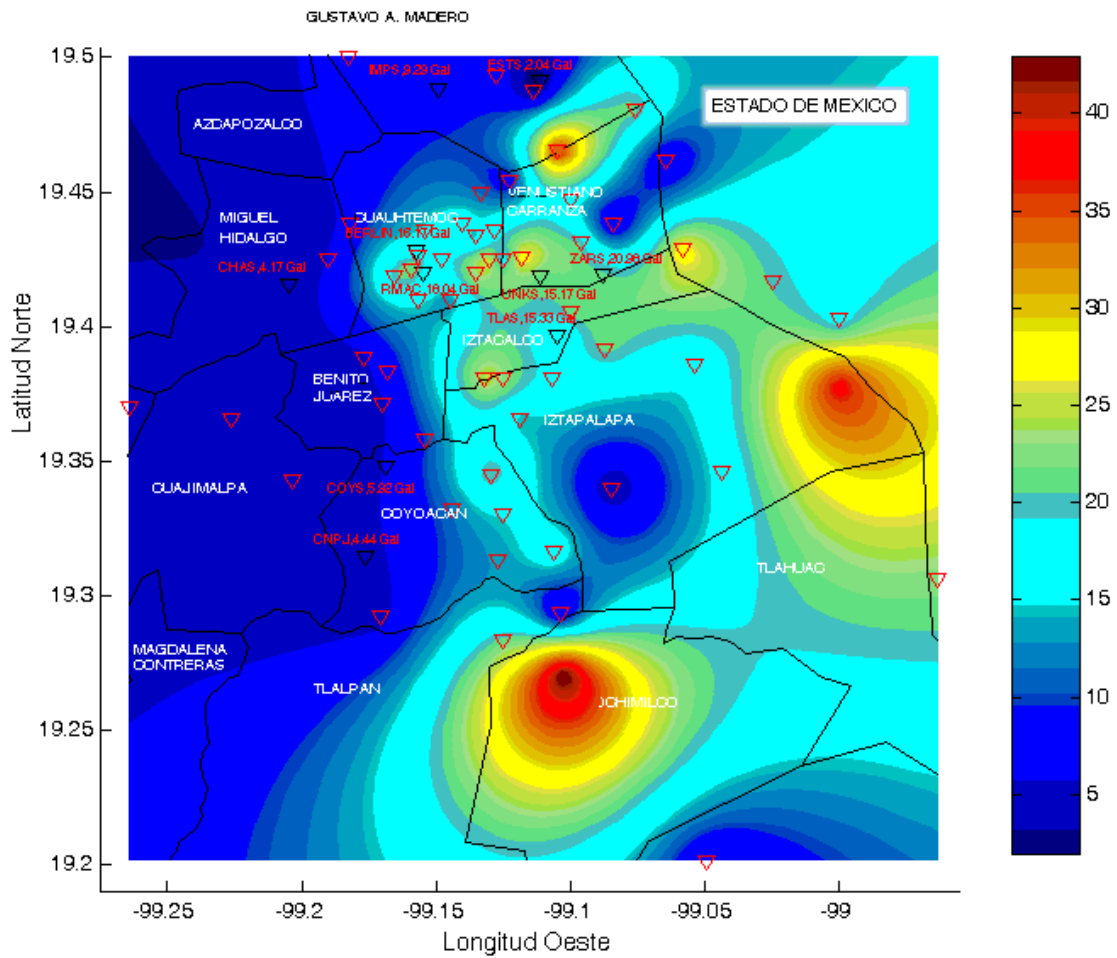 GUSTAVO A. MADERO
19.5
IMPS,9.29 Gal
ESTS,2.04 Gal
40
ESTADO DE MEXICO
AZCAPOZALCO
19.45
VENUSTIANO
CARRANZA
MIGUEL
HIDALGO
CUAUHTEMOC
35
BERLIN,16.17 Gal
CHAS,4.17 Gal
ZARS,20.96 Gal
RMAC,16.04 Gal
UNKS,15.17 Gal
30
TLAS,15.33 Gal
19.4
IZTACALCO
BENITO
JUAREZ
25
IZTAPALAPA
19.35
COYS,5.92 Gal
CUAJIMALPA
20
COYOACAN
CNPJ,4.44 Gal
TLAHUAC
19.3
15
MAGDALENA
CONTRERAS
TLALPAN
OCHIMILCO
10
19.25
5
19.2
-99.25
-99.2
-99.15
-99.1
-99.05
-99
Longitud Oeste
Latitud Norte